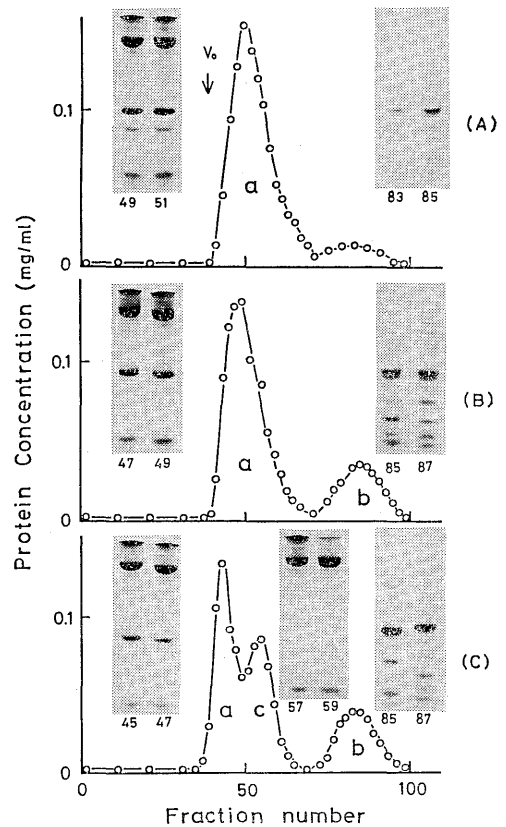 V₀
0.1
a
49 51
83 85
(A)
0
0.1
a
b
47 49
85 87
(B)
0
0.1
a c
b
45 47
57 59
85 87
(C)
0
0 50 100
Fraction number
Protein Concentration (mg/ml)